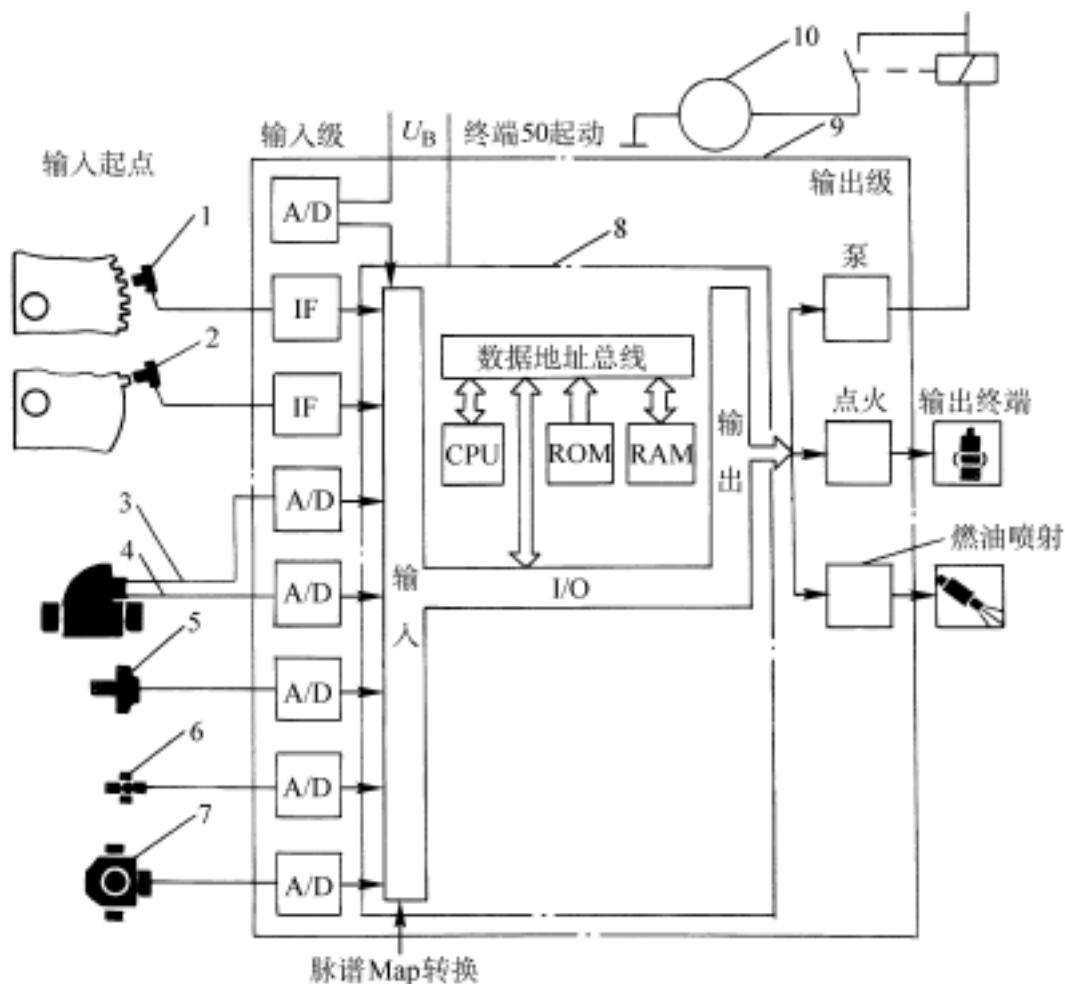 10
输入级
U_B
终端50起动
9
输入起点
输出级
A/D
1
8
泵
IF
2
数据地址总线
点火
输出终端
IF
CPU
ROM
RAM
输出
3
A/D
4
燃油喷射
输入
A/D
I/O
5
A/D
6
A/D
7
A/D
脉谱Map转换